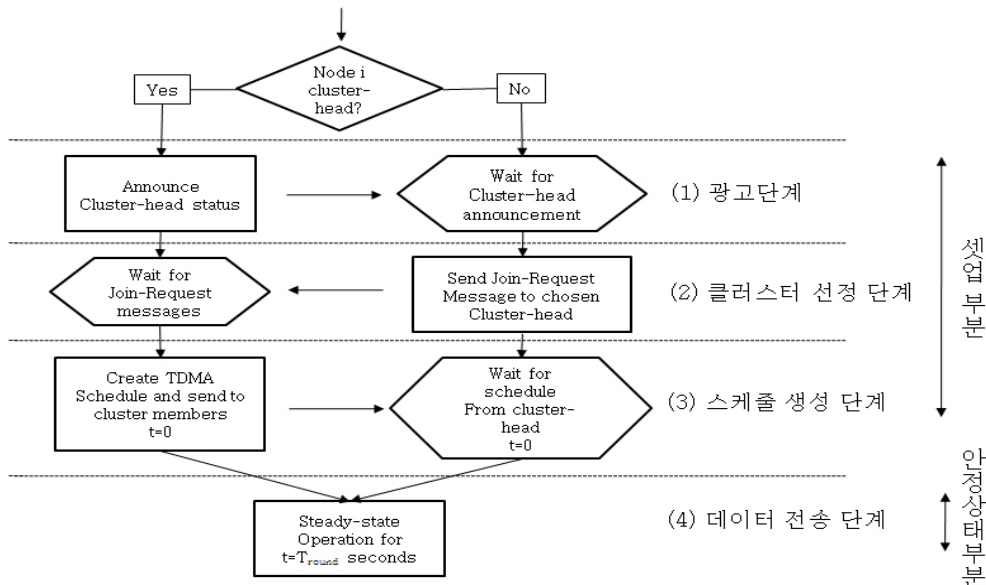 Node i
cluster-
head?
Yes
No
Announce
Cluster-head status
Wait for
Cluster-head
announcement
(1) 광고단계
Wait for
Join-Request
messages
Send Join-Request
Message to chosen
Cluster-head
(2) 클러스터 선정 단계
Create TDMA
Schedule and send to
cluster members
t=0
Wait for
schedule
From cluster-
head
t=0
(3) 스케줄 생성 단계
셋업 부분
Steady-state
Operation for
t=Tround seconds
(4) 데이터 전송 단계
안정상태부분